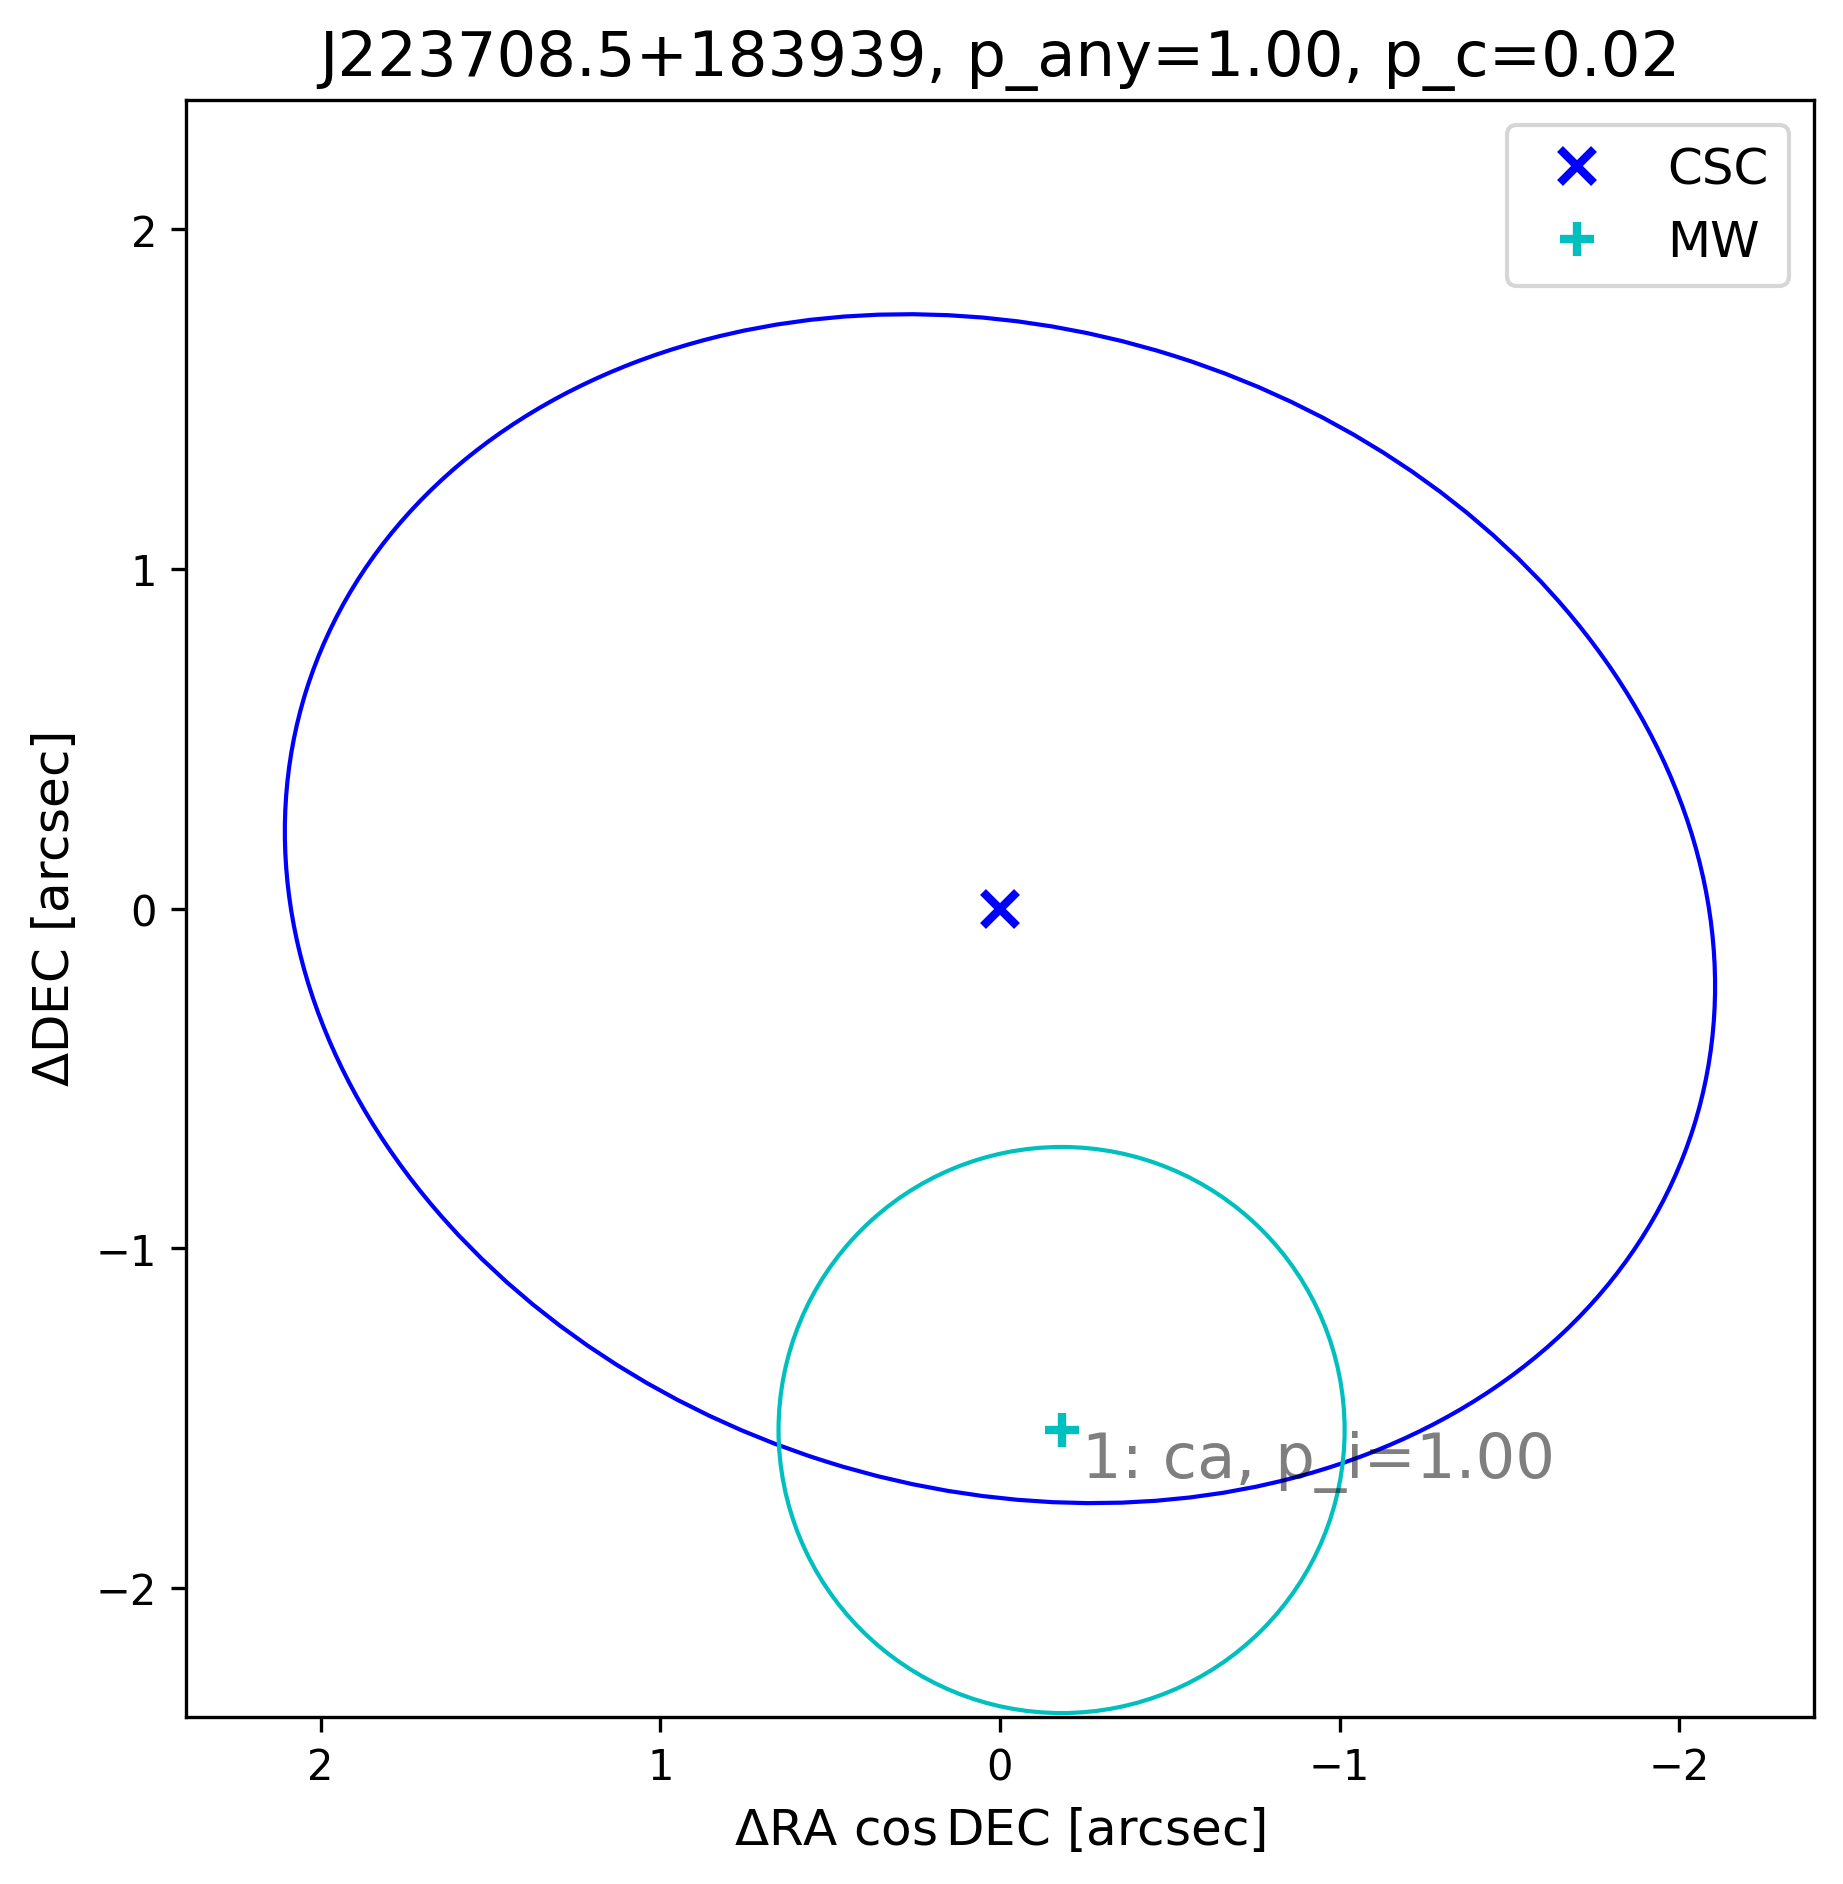 J223708.5+183939, p_any=1.00, p_c=0.02
CSC
MW
2
1
0
−1
−2
ΔDEC [arcsec]
1: ca, p_i=1.00
2
1
0
−1
−2
ΔRA cos DEC [arcsec]